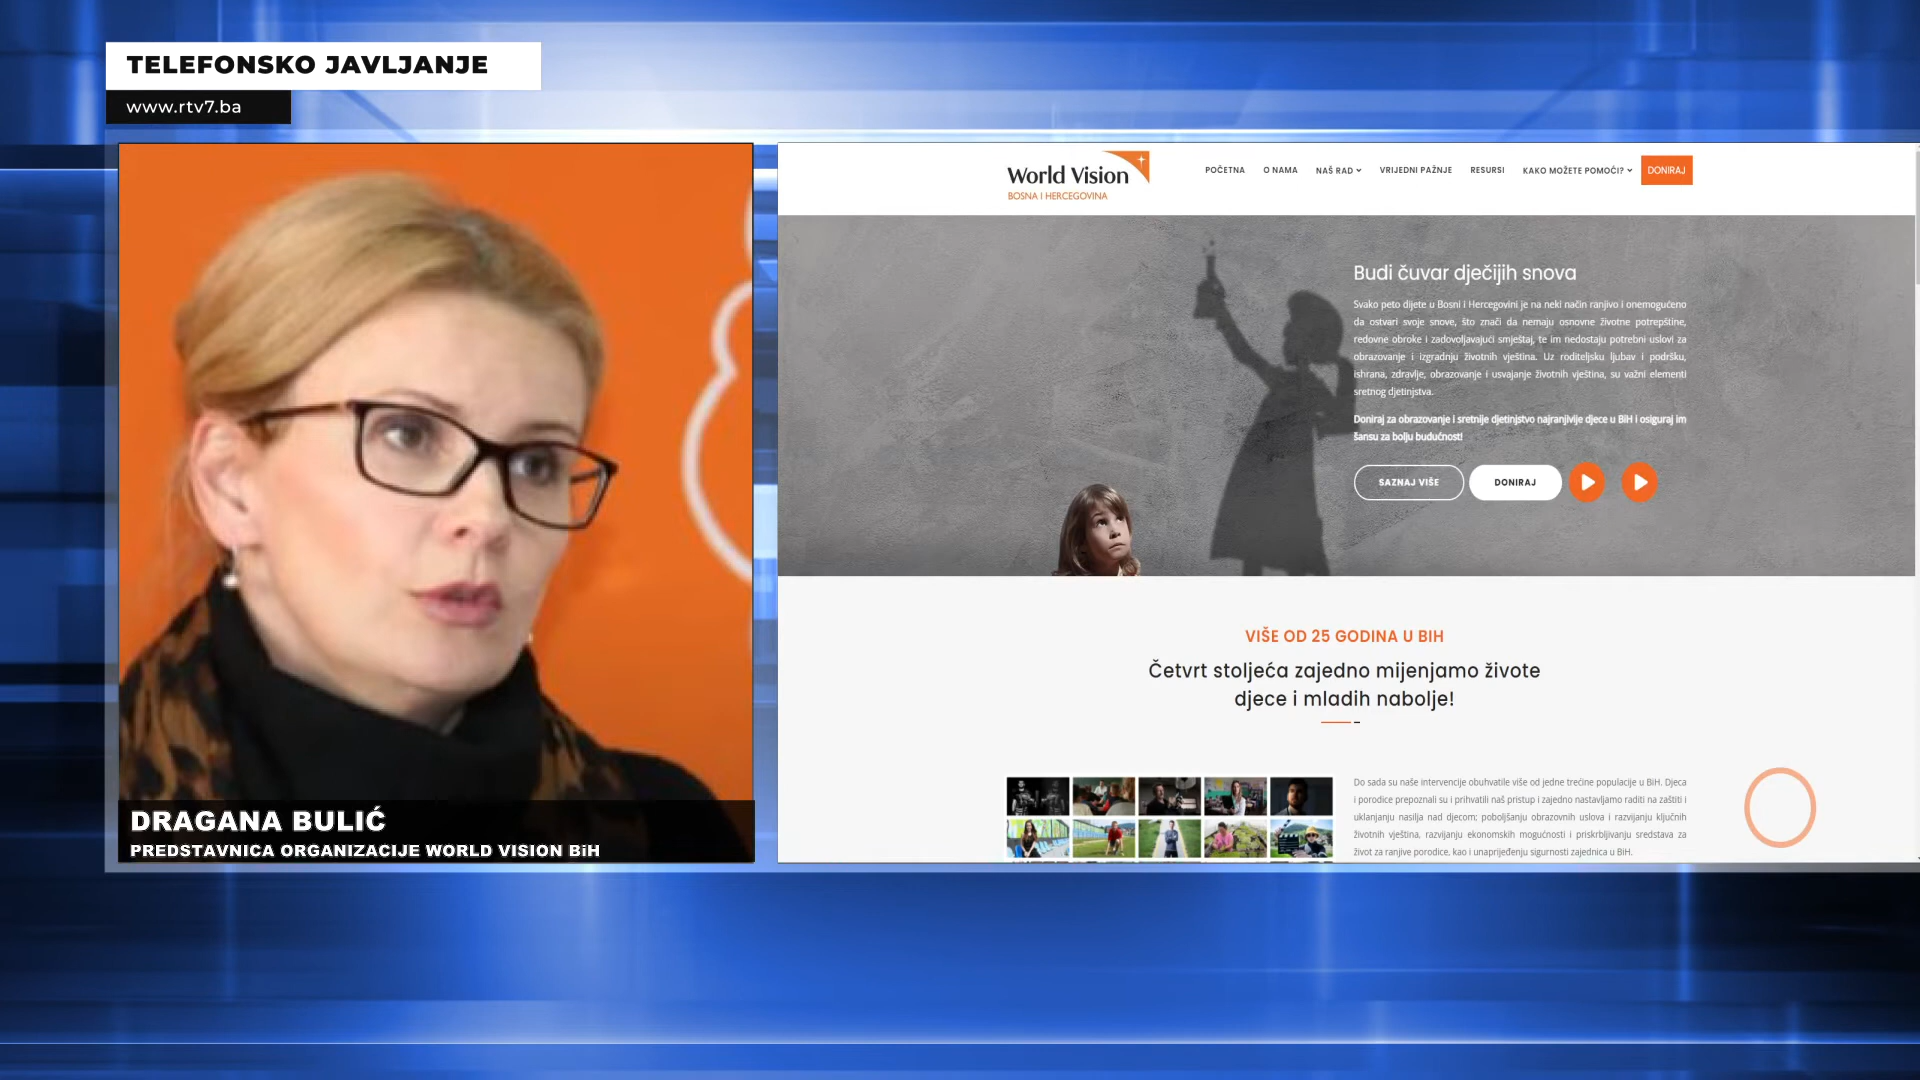 TELEFONSKO JAVLJANJE
www.rtv7.ba
DRAGANA BULIĆ
PREDSTAVNICA ORGANIZACIJE WORLD VISION BiH
World Vision
BOSNA I HERCEGOVINA
POČETNA O NAMA NAŠ RAD VRIJEDNI PAŽNJE RESURSI KAKO MOŽETE POMOĆI? DONIRAJ
Budi čuvar dječijih snova
Svako peto dijete u Bosni i Hercegovini je na neki način ranjivo i onemogućeno
da ostvari svoje snove, što znači da nemaju osnovne životne potrepštine,
redovne obroke i zadovoljavajući smještaj, te im nedostaju potrebni uslovi za
obrazovanje i izgradnju životnih vještina. Uz roditeljsku ljubav i podršku,
ishrana, zdravlje, obrazovanje i usvajanje životnih vještina, su važni elementi
sretnog djetinjstva.
Doniraj za obrazovanje i sretnije djetinjstvo najranjivije djece u BiH i osiguraj im
šansu za bolju budućnost!
SAZNAJ VIŠE DONIRAJ
VIŠE OD 25 GODINA U BIH
Četvrt stoljeća zajedno mijenjamo živote
djece i mladih nabolje!
Do sada su naše intervencije obuhvatile više od jedne trećine populacije u BiH. Djeca
i porodice prepoznali su i prihvatili naš pristup i zajedno nastavljamo raditi na zaštiti i
uklanjanju nasilja nad djecom; poboljšanju obrazovnih uslova i razvijanju ključnih
životnih vještina, razvijanju ekonomskih mogućnosti i priskrbljivanju sredstava za
život za ranjive porodice, kao i unaprijeđenju sigurnosti zajednica u BiH.